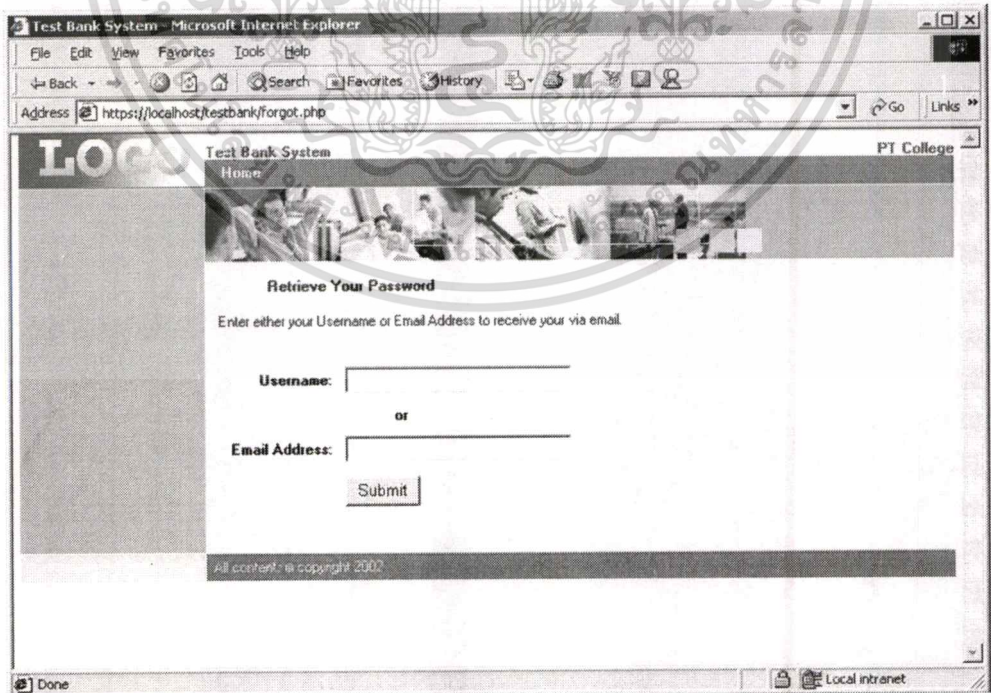 Test Bank System - Microsoft Internet Explorer
File Edit View Favorites Tools Help
Back Search Favorites History
Address https://localhost/testbank/forgot.php Go Links »
LOGO Test Bank System PT College
Home
Retrieve Your Password
Enter either your Username or Email Address to receive your via email.
Username:
or
Email Address:
Submit
All contents © copyright 2002
Done Local intranet